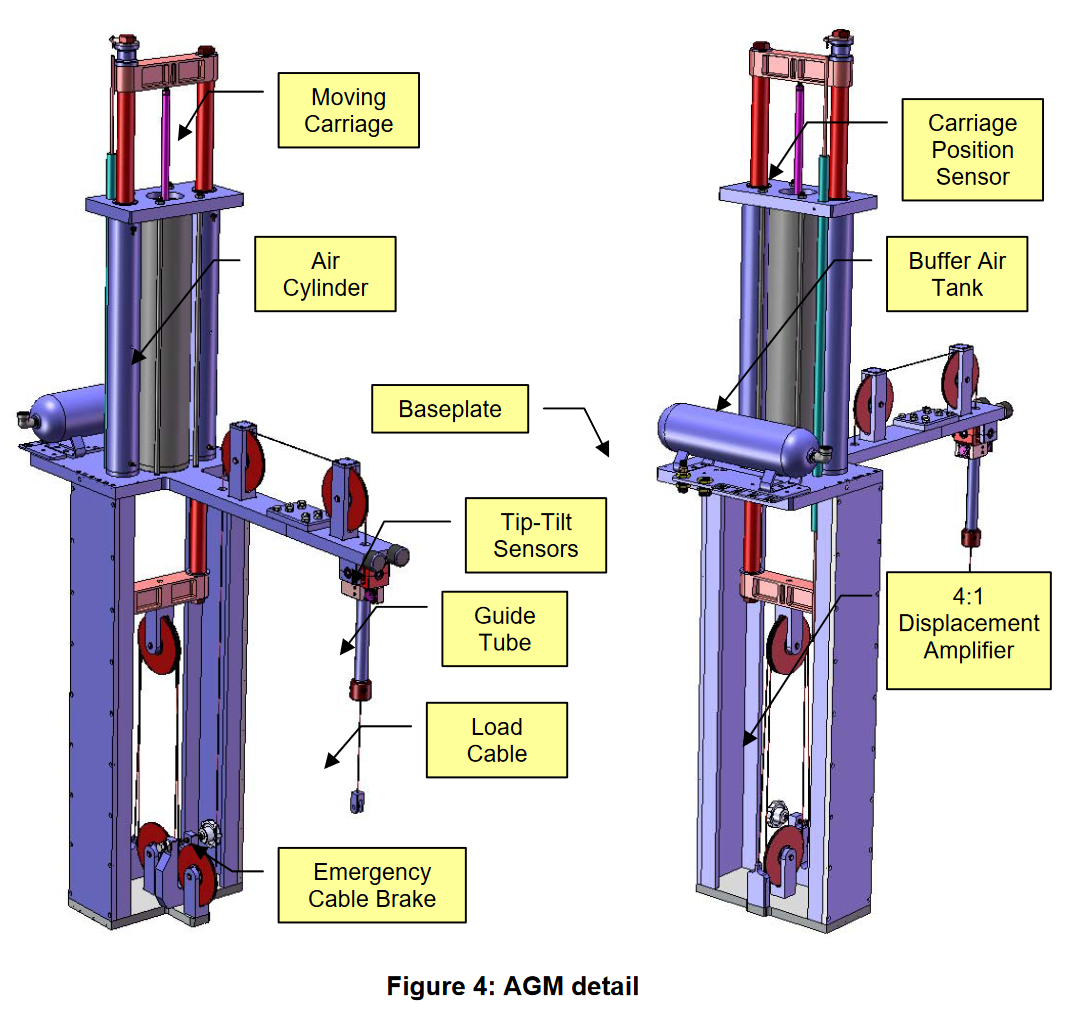 Moving
Carriage
Carriage
Position
Sensor
Air
Cylinder
Buffer Air
Tank
Baseplate
Tip-Tilt
Sensors
Guide
Tube
4:1
Displacement
Amplifier
Load
Cable
Emergency
Cable Brake
Figure 4: AGM detail